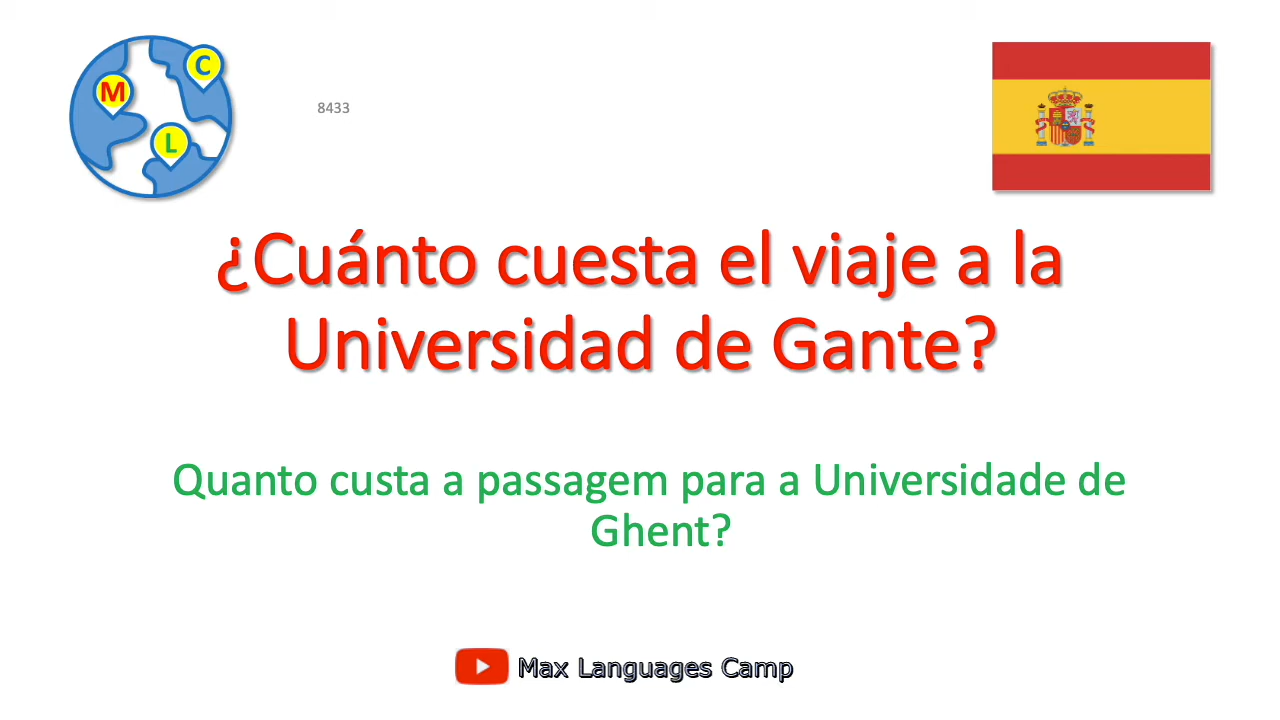 M
C
L
8433
¿Cuánto cuesta el viaje a la
Universidad de Gante?
Quanto custa a passagem para a Universidade de
Ghent?
Max Languages Camp